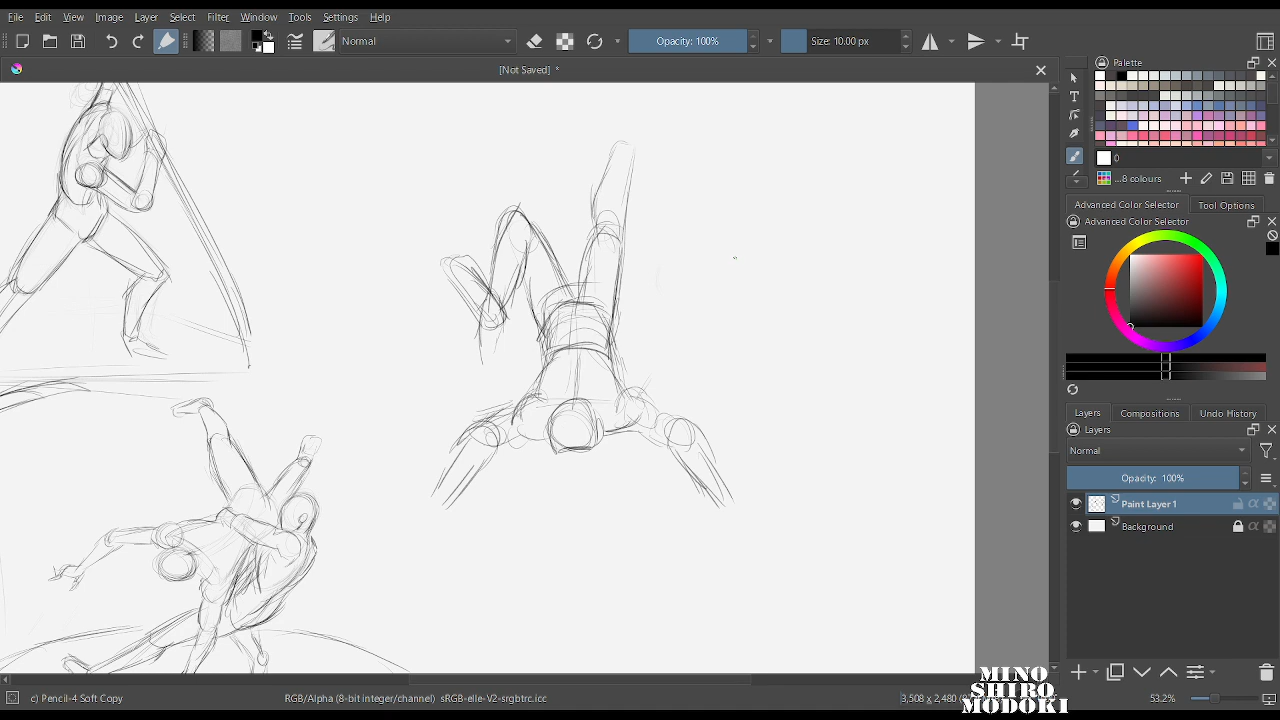 File Edit View Image Layer Select Filter Window Tools Settings Help
Normal Opacity: 100% Size: 10.00 px
[Not Saved] *
Palette
0
...8 colours
Advanced Color Selector Tool Options
Advanced Color Selector
Layers Compositions Undo History
Layers
Normal
Opacity: 100%
Paint Layer 1
Background
c) Pencil-4 Soft Copy RGB/Alpha (8-bit integer/channel) sRGB-elle-V2-srgbtrc.icc 3,508 x 2,480 53.2%
MINO
SHIRO
MODOKI